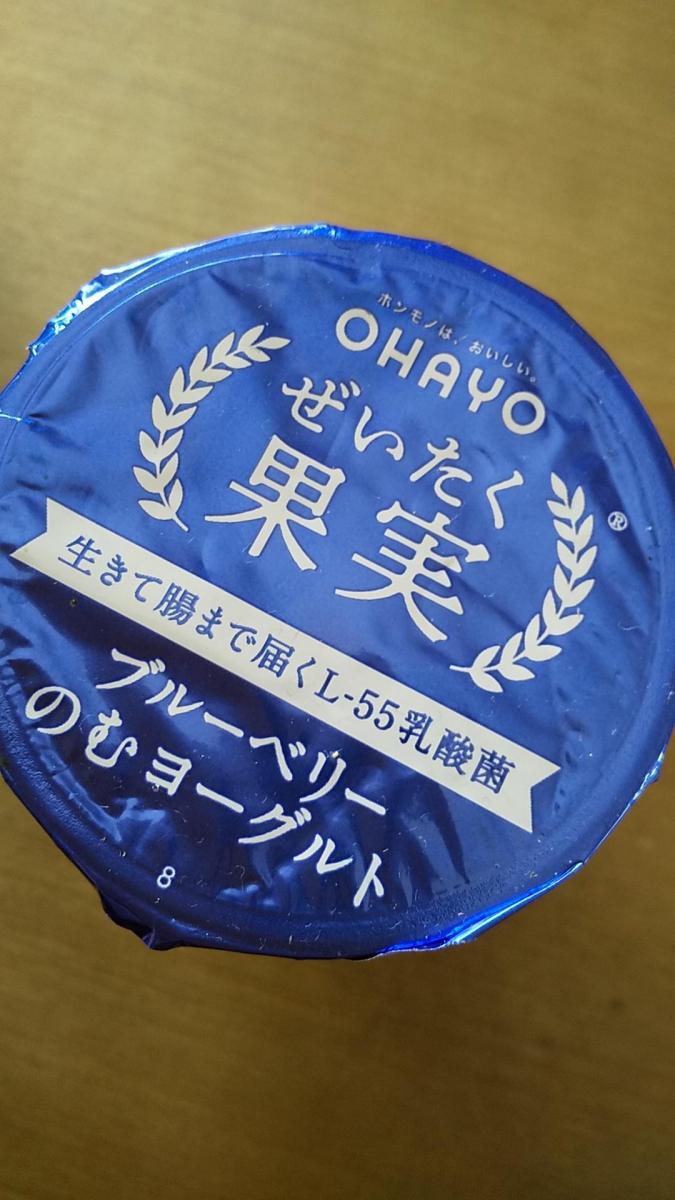 ホンモノは、おいしい。
OHAYO
ぜいたく
果実
®
生きて腸まで届くL-55乳酸菌
ブルーベリー
のむヨーグルト
8